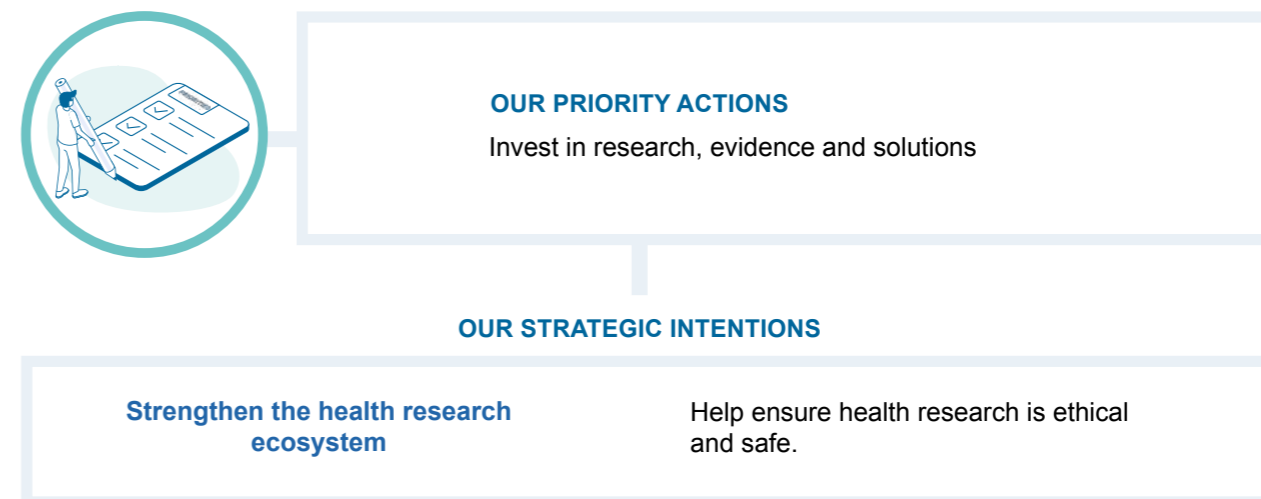 PRIORITIES
OUR PRIORITY ACTIONS
Invest in research, evidence and solutions
OUR STRATEGIC INTENTIONS
Strengthen the health research
ecosystem
Help ensure health research is ethical
and safe.